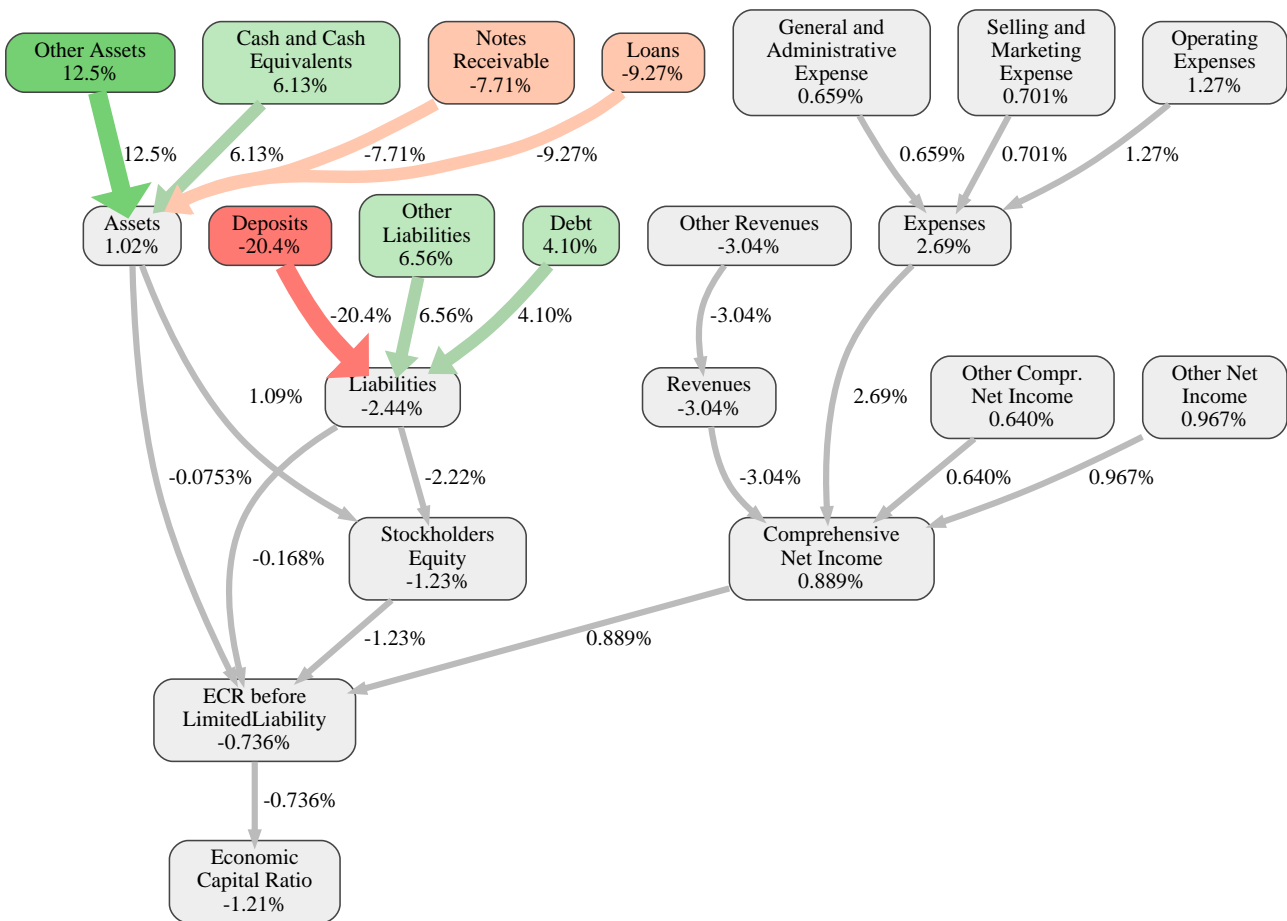 Other Assets
12.5%
Cash and Cash
Equivalents
6.13%
Notes
Receivable
-7.71%
Loans
-9.27%
General and
Administrative
Expense
0.659%
Selling and
Marketing
Expense
0.701%
Operating
Expenses
1.27%
12.5%
6.13%
-7.71%
-9.27%
0.659%
0.701%
1.27%
Assets
1.02%
Deposits
-20.4%
Other
Liabilities
6.56%
Debt
4.10%
Other Revenues
-3.04%
Expenses
2.69%
-20.4%
6.56%
4.10%
-3.04%
1.09%
Liabilities
-2.44%
Revenues
-3.04%
2.69%
Other Compr.
Net Income
0.640%
Other Net
Income
0.967%
-0.0753%
-2.22%
-3.04%
0.640%
0.967%
-0.168%
Stockholders
Equity
-1.23%
Comprehensive
Net Income
0.889%
-1.23%
0.889%
ECR before
LimitedLiability
-0.736%
-0.736%
Economic
Capital Ratio
-1.21%